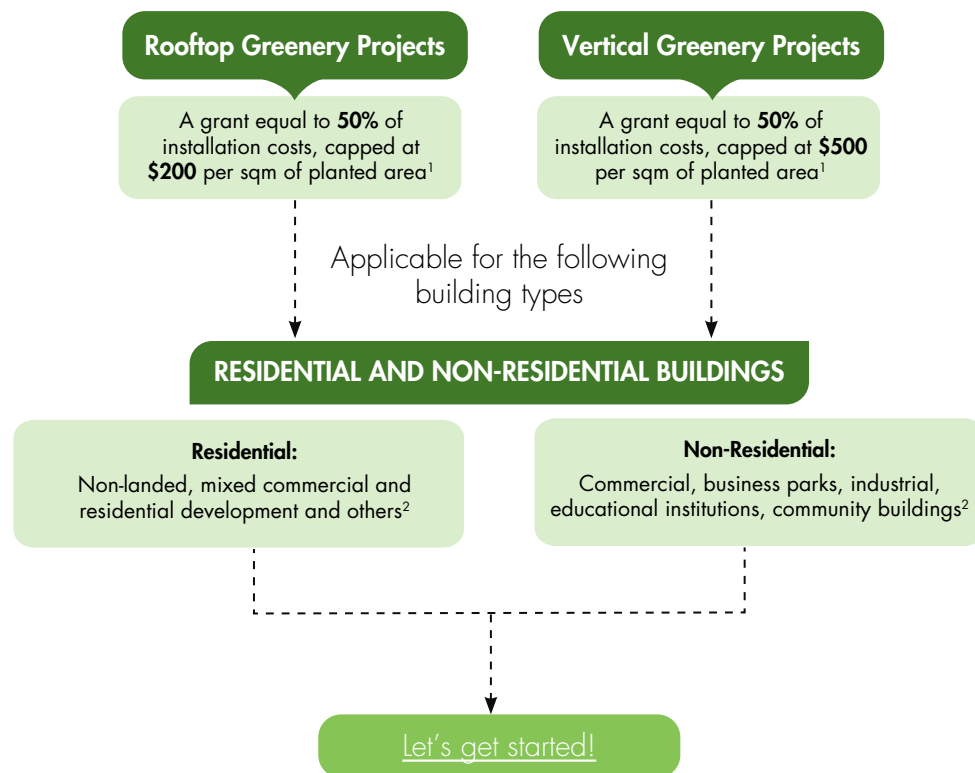 Rooftop Greenery Projects
A grant equal to 50% of
installation costs, capped at
$200 per sqm of planted area¹
Vertical Greenery Projects
A grant equal to 50% of
installation costs, capped at $500
per sqm of planted area¹
Applicable for the following
building types
RESIDENTIAL AND NON-RESIDENTIAL BUILDINGS
Residential:
Non-landed, mixed commercial and
residential development and others²
Non-Residential:
Commercial, business parks, industrial,
educational institutions, community buildings²
Let’s get started!